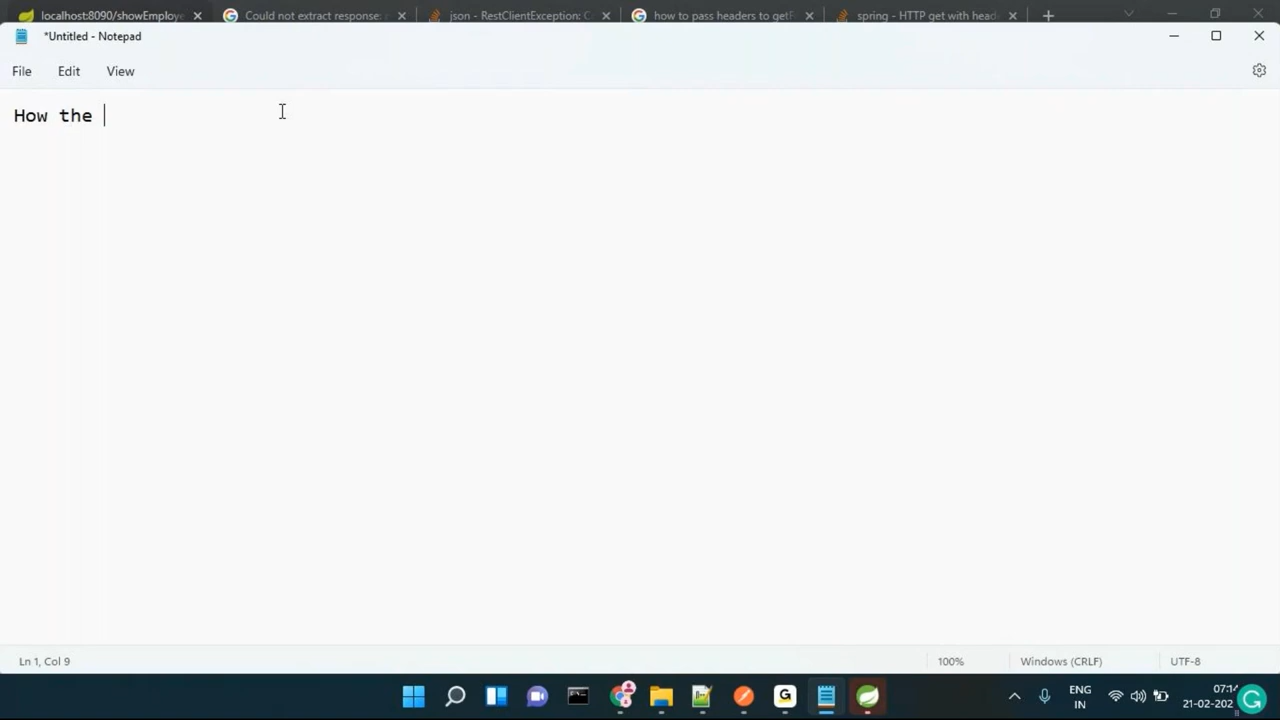 localhost:8090/showEmploye
Could not extract response:
json - RestClientException: C
how to pass headers to getF
spring - HTTP get with head
*Untitled - Notepad
File Edit View
How the
Ln 1, Col 9
100%
Windows (CRLF)
UTF-8
ENG
IN
07:14
21-02-202